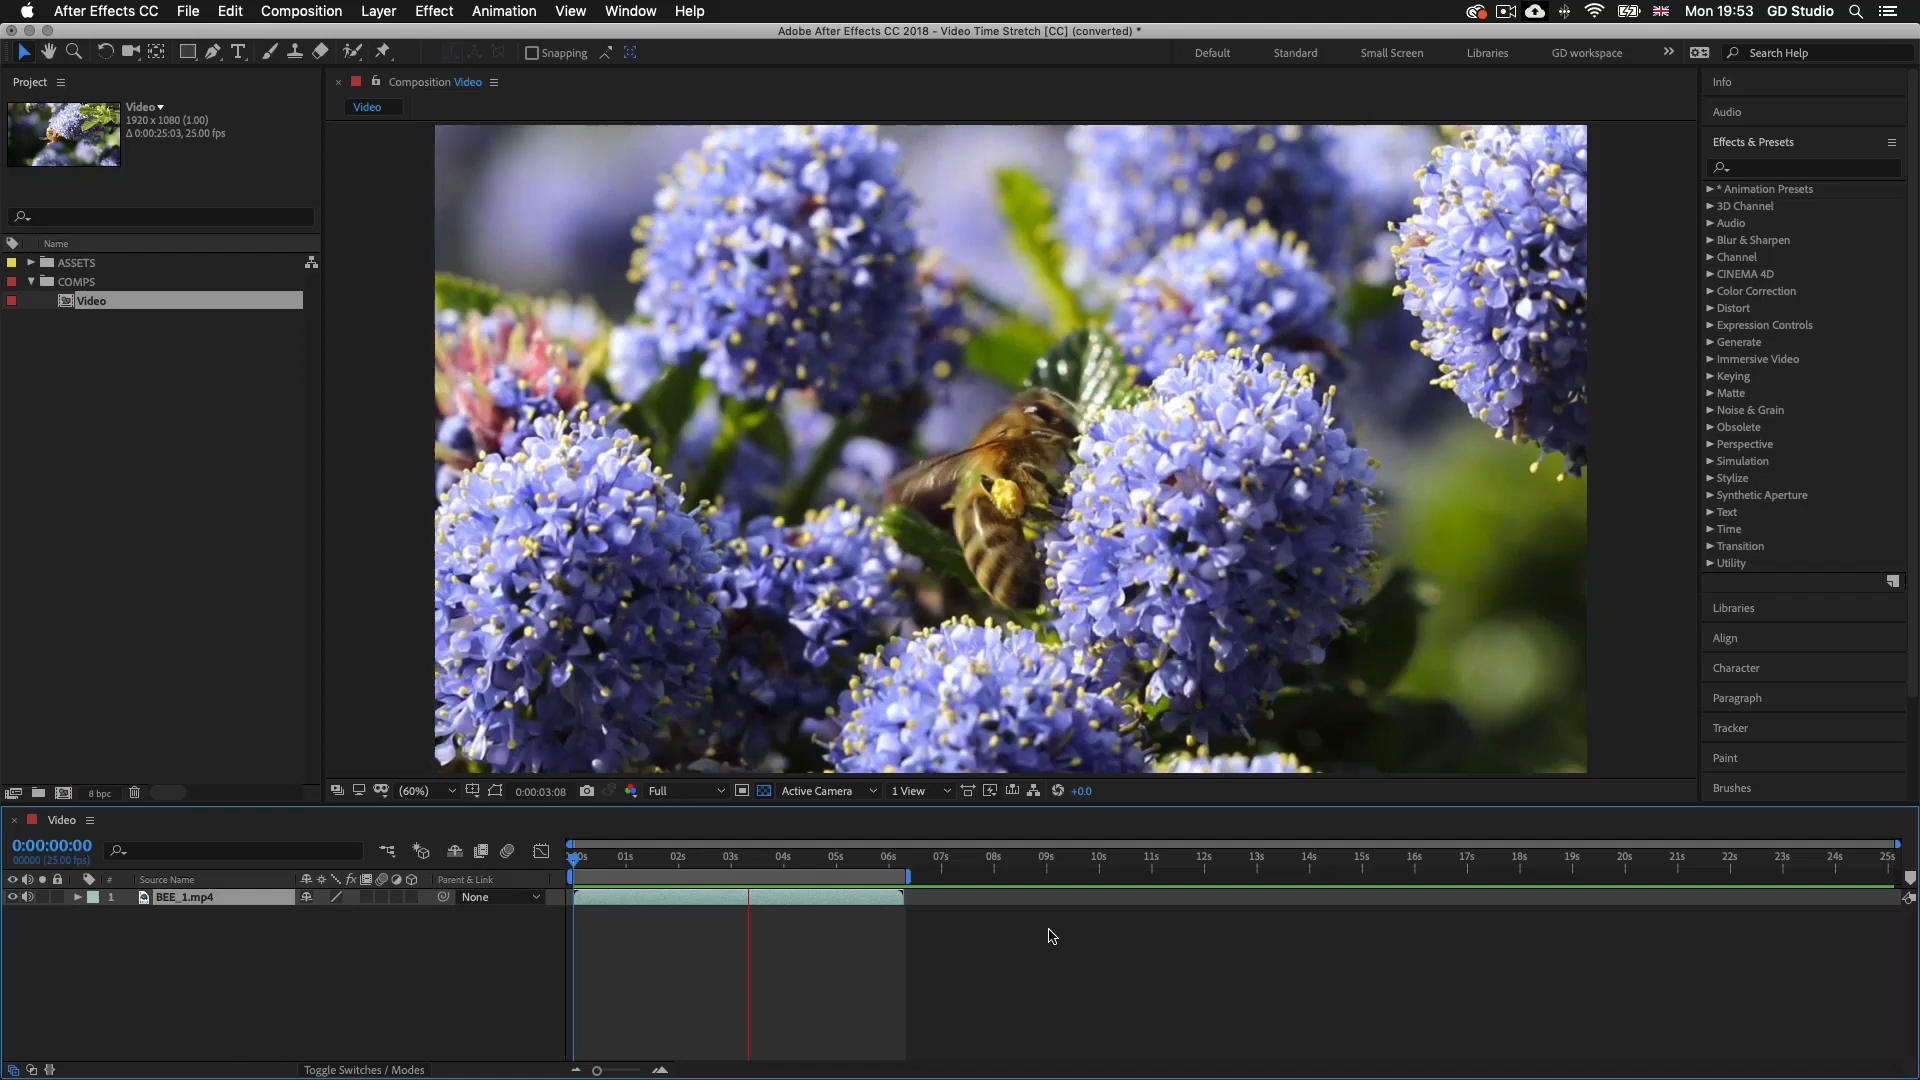 After Effects CC File Edit Composition Layer Effect Animation View Window Help Mon 19:53 GD Studio
Adobe After Effects CC 2018 - Video Time Stretch [CC] (converted) *
Snapping Default Standard Small Screen Libraries GD workspace Search Help
Project
Video
1920 x 1080 (1.00)
Δ 0:00:25:03, 25.00 fps
Name
ASSETS
COMPS
Video
8 bpc
Composition Video
Video
(60%) 0:00:03:08 Full Active Camera 1 View +0.0
Info
Audio
Effects & Presets
* Animation Presets
3D Channel
Audio
Blur & Sharpen
Channel
CINEMA 4D
Color Correction
Distort
Expression Controls
Generate
Immersive Video
Keying
Matte
Noise & Grain
Obsolete
Perspective
Simulation
Stylize
Synthetic Aperture
Text
Time
Transition
Utility
Libraries
Align
Character
Paragraph
Tracker
Paint
Brushes
Video
0:00:00:00
00000 (25.00 fps)
01s 02s 03s 04s 05s 06s 07s 08s 09s 10s 11s 12s 13s 14s 15s 16s 17s 18s 19s 20s 21s 22s 23s 24s 25s
# Source Name fx Parent & Link
1 BEE_1.mp4 None
Toggle Switches / Modes